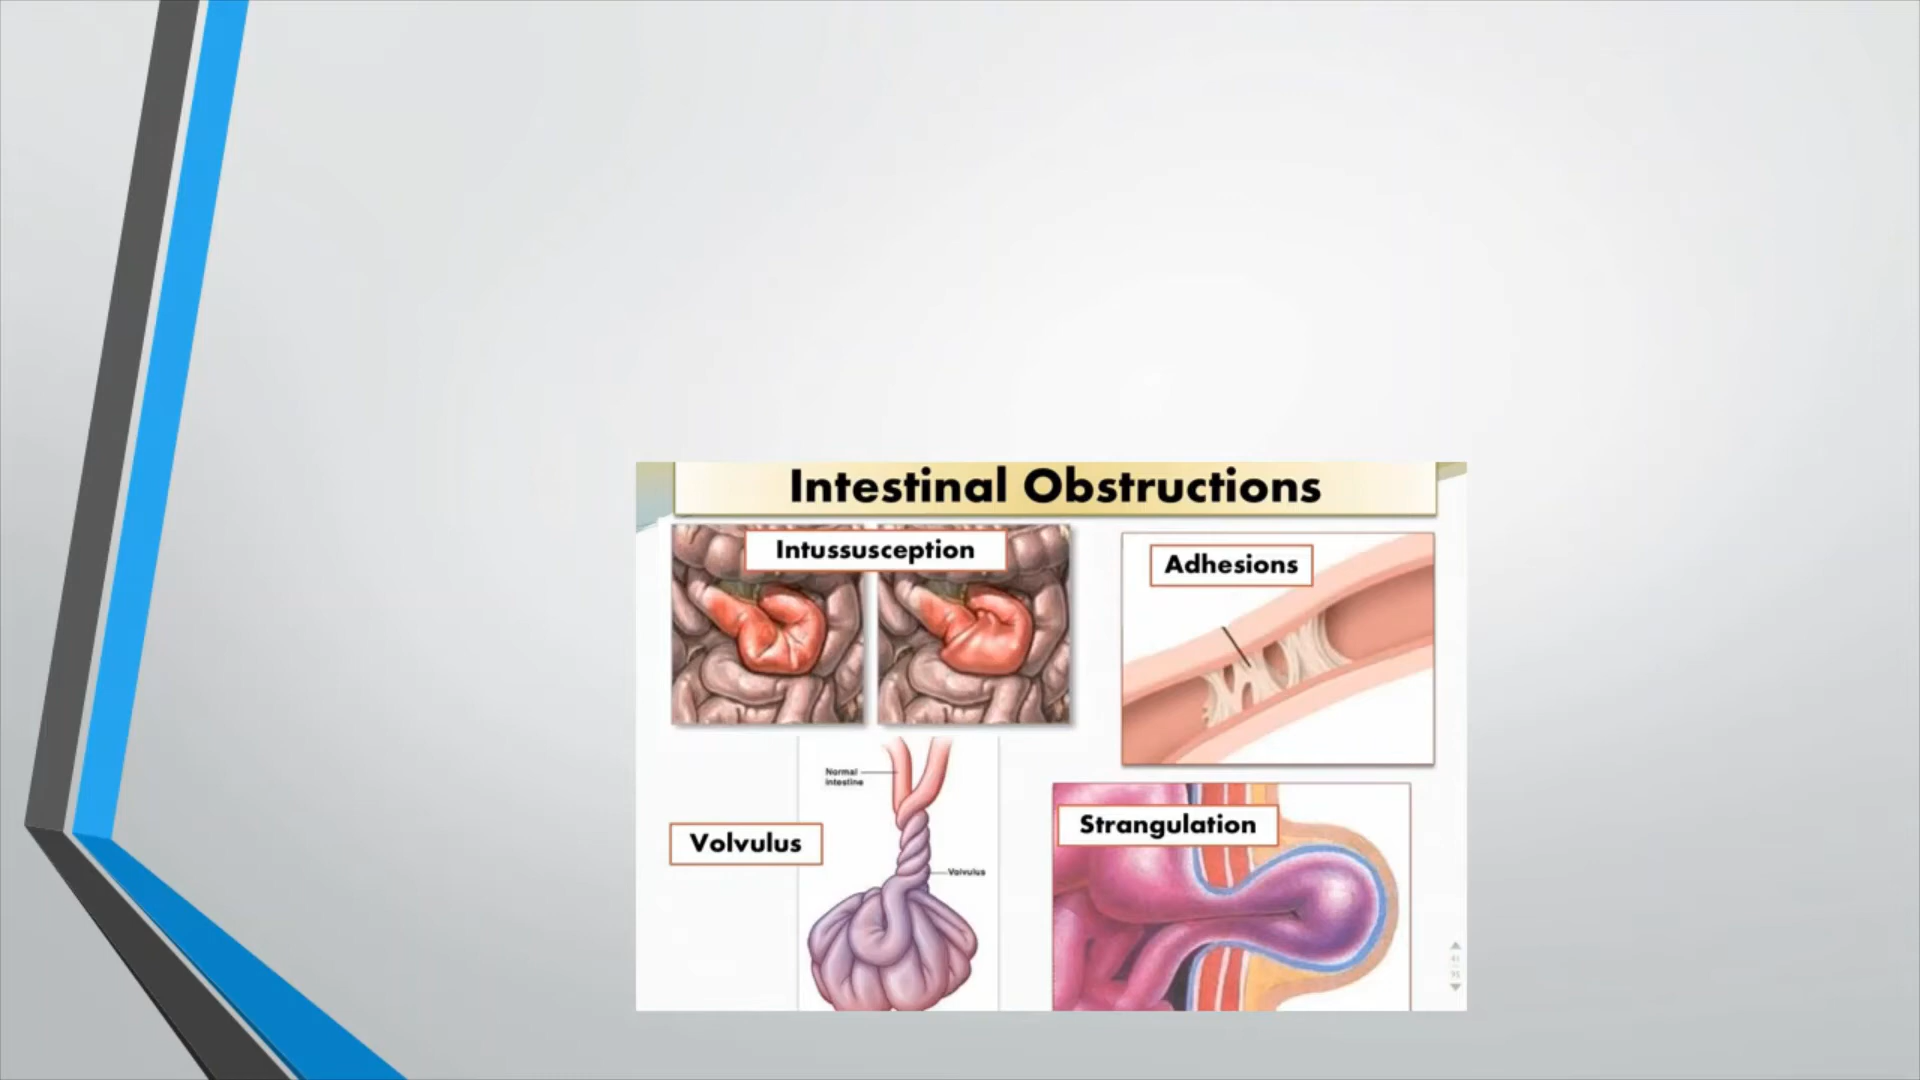 Intestinal Obstructions
Intussusception
Adhesions
Normal
intestine
Volvulus
Volvulus
Strangulation